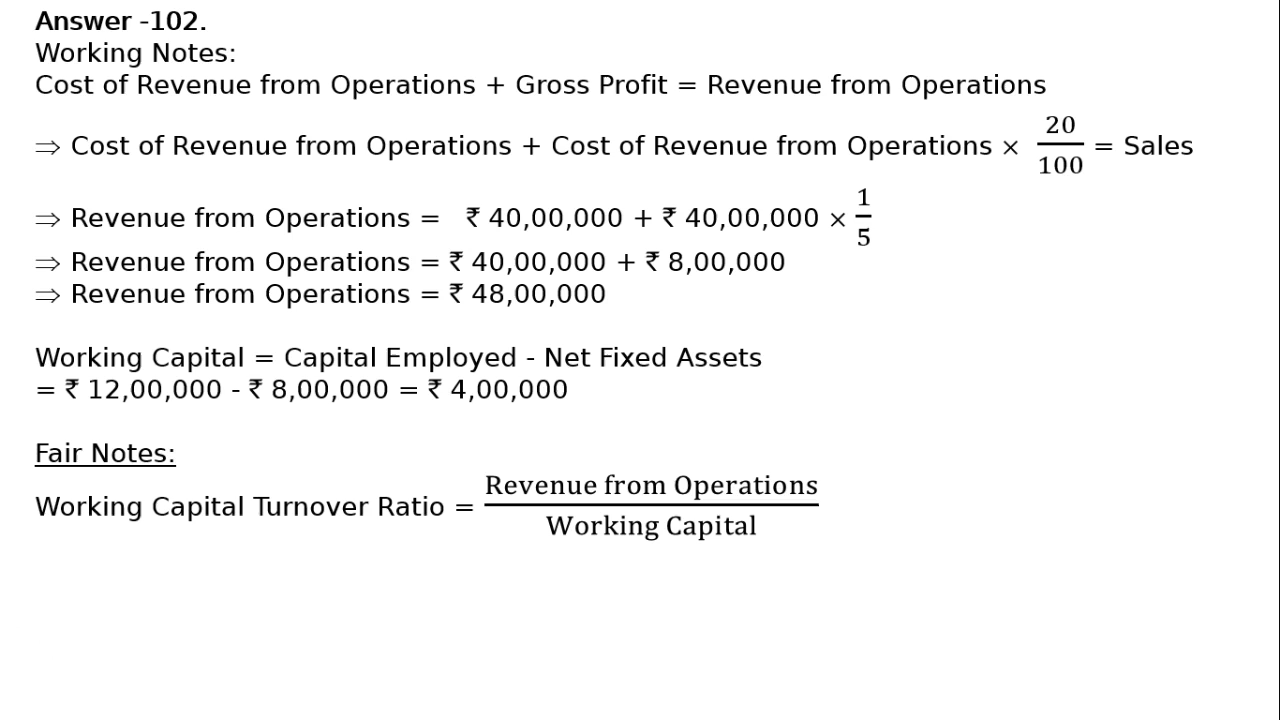 Answer -102.
Working Notes:
Cost of Revenue from Operations + Gross Profit = Revenue from Operations
⇒ Cost of Revenue from Operations + Cost of Revenue from Operations × 20/100 = Sales
⇒ Revenue from Operations = ₹ 40,00,000 + ₹ 40,00,000 × 1/5
⇒ Revenue from Operations = ₹ 40,00,000 + ₹ 8,00,000
⇒ Revenue from Operations = ₹ 48,00,000
Working Capital = Capital Employed - Net Fixed Assets
= ₹ 12,00,000 - ₹ 8,00,000 = ₹ 4,00,000
Fair Notes:
Working Capital Turnover Ratio = Revenue from Operations/Working Capital